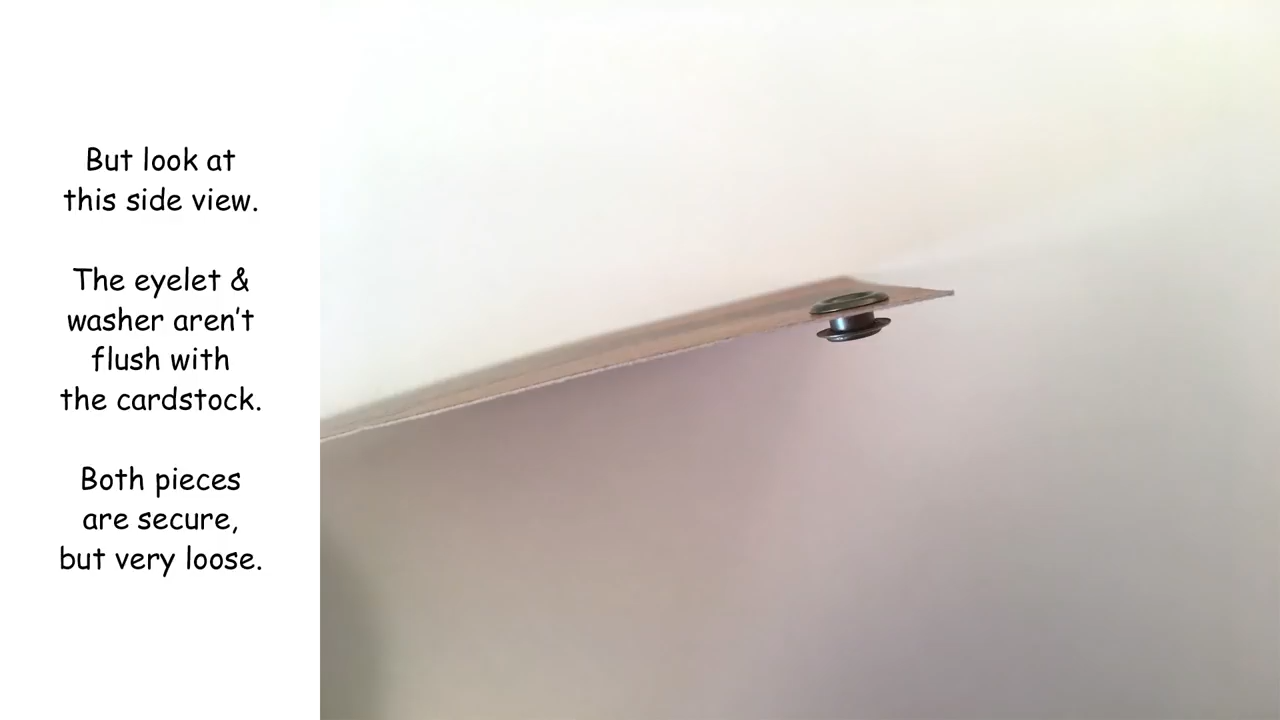 But look at
this side view.
The eyelet &
washer aren't
flush with
the cardstock.
Both pieces
are secure,
but very loose.